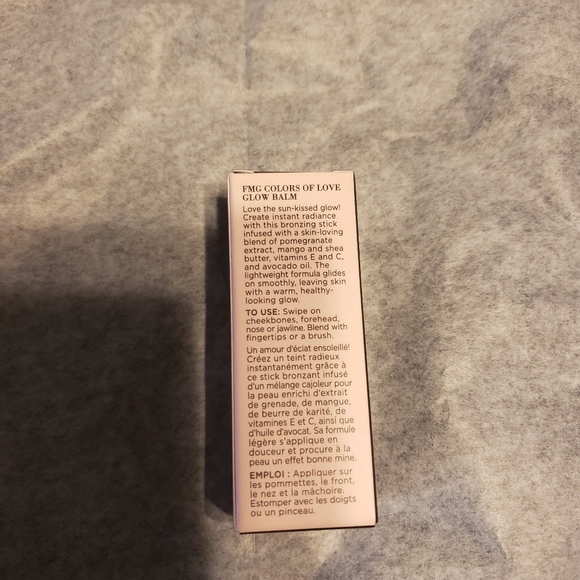 FMG COLORS OF LOVE
GLOW BALM
Love the sun-kissed glow!
Create instant radiance
with this bronzing stick
infused with a skin-loving
blend of pomegranate
extract, mango and shea
butter, vitamins E and C,
and avocado oil. The
lightweight formula glides
on smoothly, leaving skin
with a warm, healthy-
looking glow.
TO USE: Swipe on
cheekbones, forehead,
nose or jawline. Blend with
fingertips or a brush.
Un amour d'éclat ensoleillé!
Créez un teint radieux
instantanément grâce à
ce stick bronzant infusé
d'un mélange cajoleur pour
la peau enrichi d'extrait
de grenade, de mangue,
de beurre de karité, de
vitamines E et C, ainsi que
d'huile d'avocat. Sa formule
légère s'applique en
douceur et procure à la
peau un effet bonne mine.
EMPLOI : Appliquer sur
les pommettes, le front,
le nez et la mâchoire.
Estomper avec les doigts
ou un pinceau.